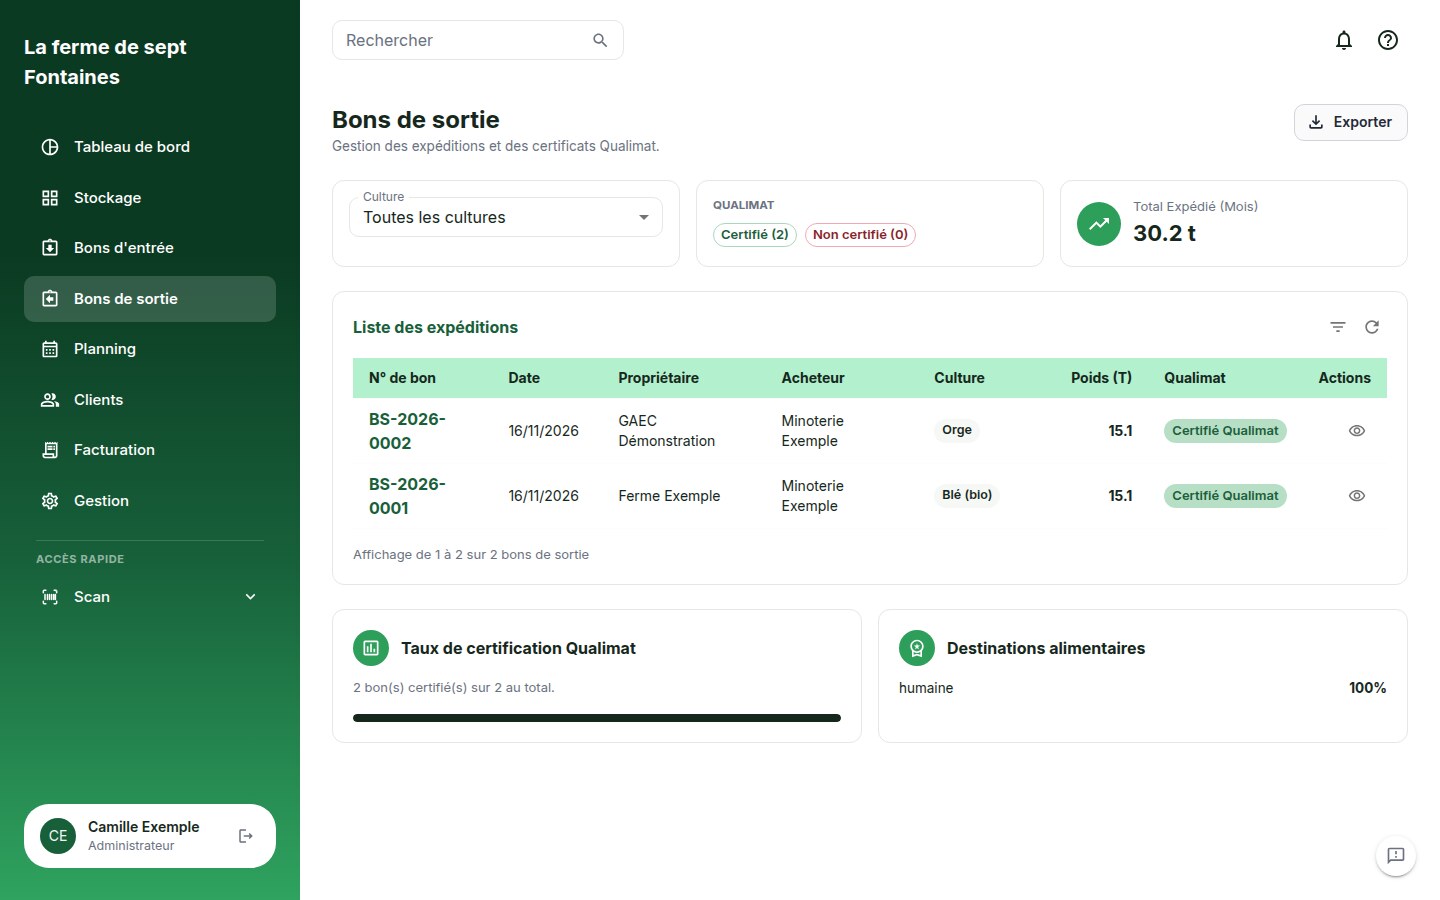 La ferme de sept
Fontaines
Tableau de bord
Stockage
Bons d'entrée
Bons de sortie
Planning
Clients
Facturation
Gestion
ACCÈS RAPIDE
Scan
CE
Camille Exemple
Administrateur
Rechercher
Bons de sortie
Gestion des expéditions et des certificats Qualimat.
Exporter
Culture
Toutes les cultures
QUALIMAT
Certifié (2) Non certifié (0)
Total Expédié (Mois)
30.2 t
Liste des expéditions
N° de bon Date Propriétaire Acheteur Culture Poids (T) Qualimat Actions
BS-2026-
0002
16/11/2026
GAEC
Démonstration
Minoterie
Exemple
Orge
15.1
Certifié Qualimat
BS-2026-
0001
16/11/2026
Ferme Exemple
Minoterie
Exemple
Blé (bio)
15.1
Certifié Qualimat
Affichage de 1 à 2 sur 2 bons de sortie
Taux de certification Qualimat
2 bon(s) certifié(s) sur 2 au total.
Destinations alimentaires
humaine 100%